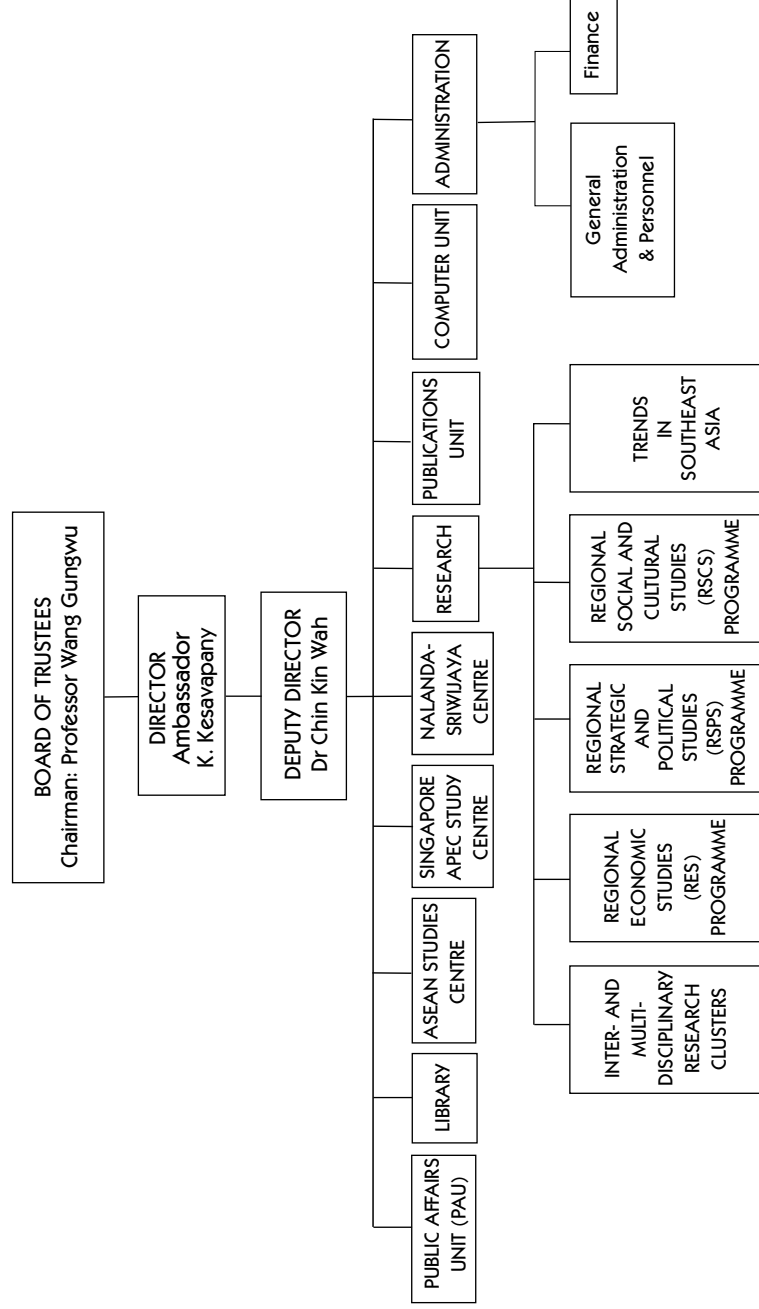 BOARD OF TRUSTEES
Chairman: Professor Wang Gungwu
DIRECTOR
Ambassador
K. Kesavapany
DEPUTY DIRECTOR
Dr Chin Kin Wah
PUBLIC AFFAIRS
UNIT (PAU)
LIBRARY
ASEAN STUDIES
CENTRE
SINGAPORE
APEC STUDY
CENTRE
NALANDA-
SRIWIJAYA
CENTRE
RESEARCH
PUBLICATIONS
UNIT
COMPUTER UNIT
ADMINISTRATION
INTER- AND
MULTI-
DISCIPLINARY
RESEARCH
CLUSTERS
REGIONAL
ECONOMIC
STUDIES
(RES)
PROGRAMME
REGIONAL
STRATEGIC
AND
POLITICAL
STUDIES
(RSPS)
PROGRAMME
REGIONAL
SOCIAL AND
CULTURAL
STUDIES
(RSCS)
PROGRAMME
TRENDS
IN
SOUTHEAST
ASIA
General
Administration
& Personnel
Finance